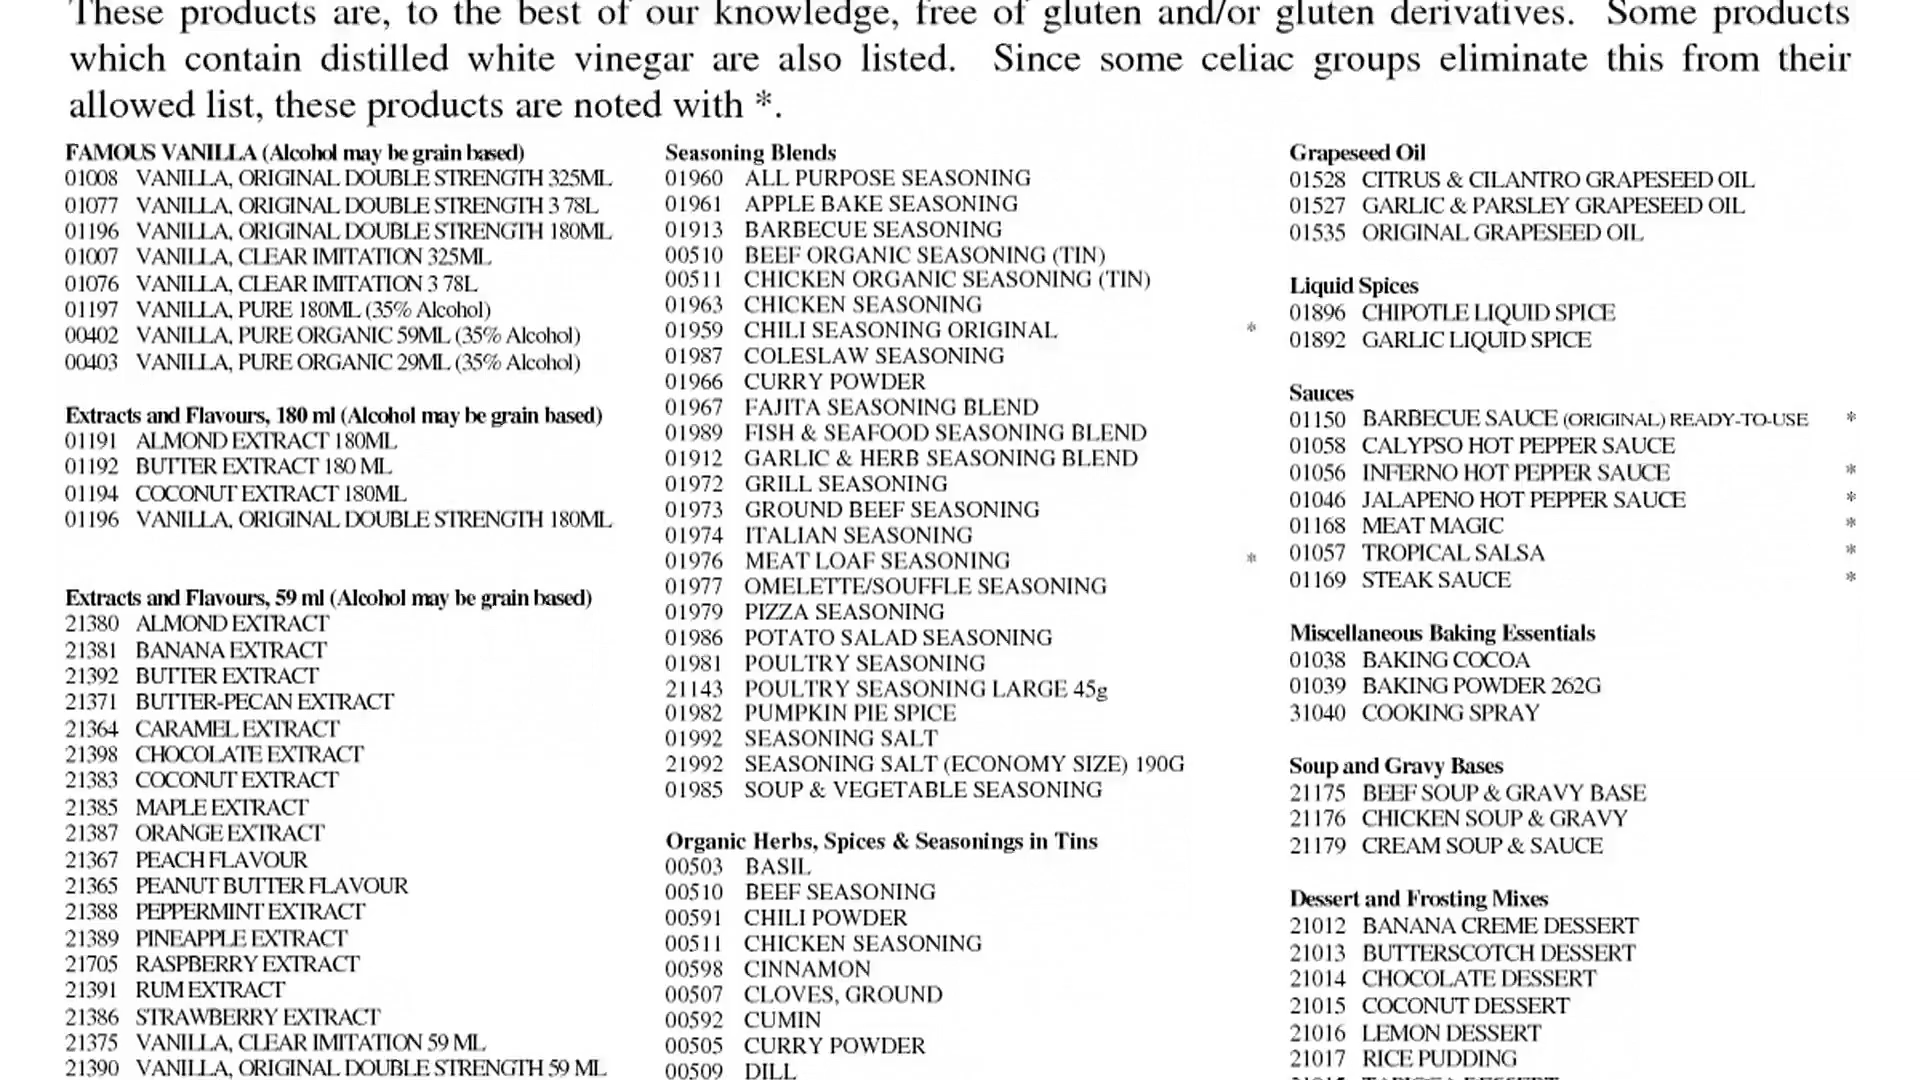 These products are, to the best of our knowledge, free of gluten and/or gluten derivatives. Some products
which contain distilled white vinegar are also listed. Since some celiac groups eliminate this from their
allowed list, these products are noted with *.
FAMOUS VANILLA (Alcohol may be grain based)
01008 VANILLA, ORIGINAL DOUBLE STRENGTH 325ML
01077 VANILLA, ORIGINAL DOUBLE STRENGTH 3 78L
01196 VANILLA, ORIGINAL DOUBLE STRENGTH 180ML
01007 VANILLA, CLEAR IMITATION 325ML
01076 VANILLA, CLEAR IMITATION 3 78L
01197 VANILLA, PURE 180ML (35% Alcohol)
00402 VANILLA, PURE ORGANIC 59ML (35% Alcohol)
00403 VANILLA, PURE ORGANIC 29ML (35% Alcohol)
Extracts and Flavours, 180 ml (Alcohol may be grain based)
01191 ALMOND EXTRACT 180ML
01192 BUTTER EXTRACT 180 ML
01194 COCONUT EXTRACT 180ML
01196 VANILLA, ORIGINAL DOUBLE STRENGTH 180ML
Extracts and Flavours, 59 ml (Alcohol may be grain based)
21380 ALMOND EXTRACT
21381 BANANA EXTRACT
21392 BUTTER EXTRACT
21371 BUTTER-PECAN EXTRACT
21364 CARAMEL EXTRACT
21398 CHOCOLATE EXTRACT
21383 COCONUT EXTRACT
21385 MAPLE EXTRACT
21387 ORANGE EXTRACT
21367 PEACH FLAVOUR
21365 PEANUT BUTTER FLAVOUR
21388 PEPPERMINT EXTRACT
21389 PINEAPPLE EXTRACT
21705 RASPBERRY EXTRACT
21391 RUM EXTRACT
21386 STRAWBERRY EXTRACT
21375 VANILLA, CLEAR IMITATION 59 ML
21390 VANILLA, ORIGINAL DOUBLE STRENGTH 59 ML
Seasoning Blends
01960 ALL PURPOSE SEASONING
01961 APPLE BAKE SEASONING
01913 BARBECUE SEASONING
00510 BEEF ORGANIC SEASONING (TIN)
00511 CHICKEN ORGANIC SEASONING (TIN)
01963 CHICKEN SEASONING
01959 CHILI SEASONING ORIGINAL *
01987 COLESLAW SEASONING
01966 CURRY POWDER
01967 FAJITA SEASONING BLEND
01989 FISH & SEAFOOD SEASONING BLEND
01912 GARLIC & HERB SEASONING BLEND
01972 GRILL SEASONING
01973 GROUND BEEF SEASONING
01974 ITALIAN SEASONING
01976 MEAT LOAF SEASONING *
01977 OMELETTE/SOUFFLE SEASONING
01979 PIZZA SEASONING
01986 POTATO SALAD SEASONING
01981 POULTRY SEASONING
21143 POULTRY SEASONING LARGE 45g
01982 PUMPKIN PIE SPICE
01992 SEASONING SALT
21992 SEASONING SALT (ECONOMY SIZE) 190G
01985 SOUP & VEGETABLE SEASONING
Organic Herbs, Spices & Seasonings in Tins
00503 BASIL
00510 BEEF SEASONING
00591 CHILI POWDER
00511 CHICKEN SEASONING
00598 CINNAMON
00507 CLOVES, GROUND
00592 CUMIN
00505 CURRY POWDER
00509 DILL
Grapeseed Oil
01528 CITRUS & CILANTRO GRAPESEED OIL
01527 GARLIC & PARSLEY GRAPESEED OIL
01535 ORIGINAL GRAPESEED OIL
Liquid Spices
01896 CHIPOTLE LIQUID SPICE
01892 GARLIC LIQUID SPICE
Sauces
01150 BARBECUE SAUCE (ORIGINAL) READY-TO-USE *
01058 CALYPSO HOT PEPPER SAUCE
01056 INFERNO HOT PEPPER SAUCE *
01046 JALAPENO HOT PEPPER SAUCE *
01168 MEAT MAGIC *
01057 TROPICAL SALSA *
01169 STEAK SAUCE *
Miscellaneous Baking Essentials
01038 BAKING COCOA
01039 BAKING POWDER 262G
31040 COOKING SPRAY
Soup and Gravy Bases
21175 BEEF SOUP & GRAVY BASE
21176 CHICKEN SOUP & GRAVY
21179 CREAM SOUP & SAUCE
Dessert and Frosting Mixes
21012 BANANA CREME DESSERT
21013 BUTTERSCOTCH DESSERT
21014 CHOCOLATE DESSERT
21015 COCONUT DESSERT
21016 LEMON DESSERT
21017 RICE PUDDING